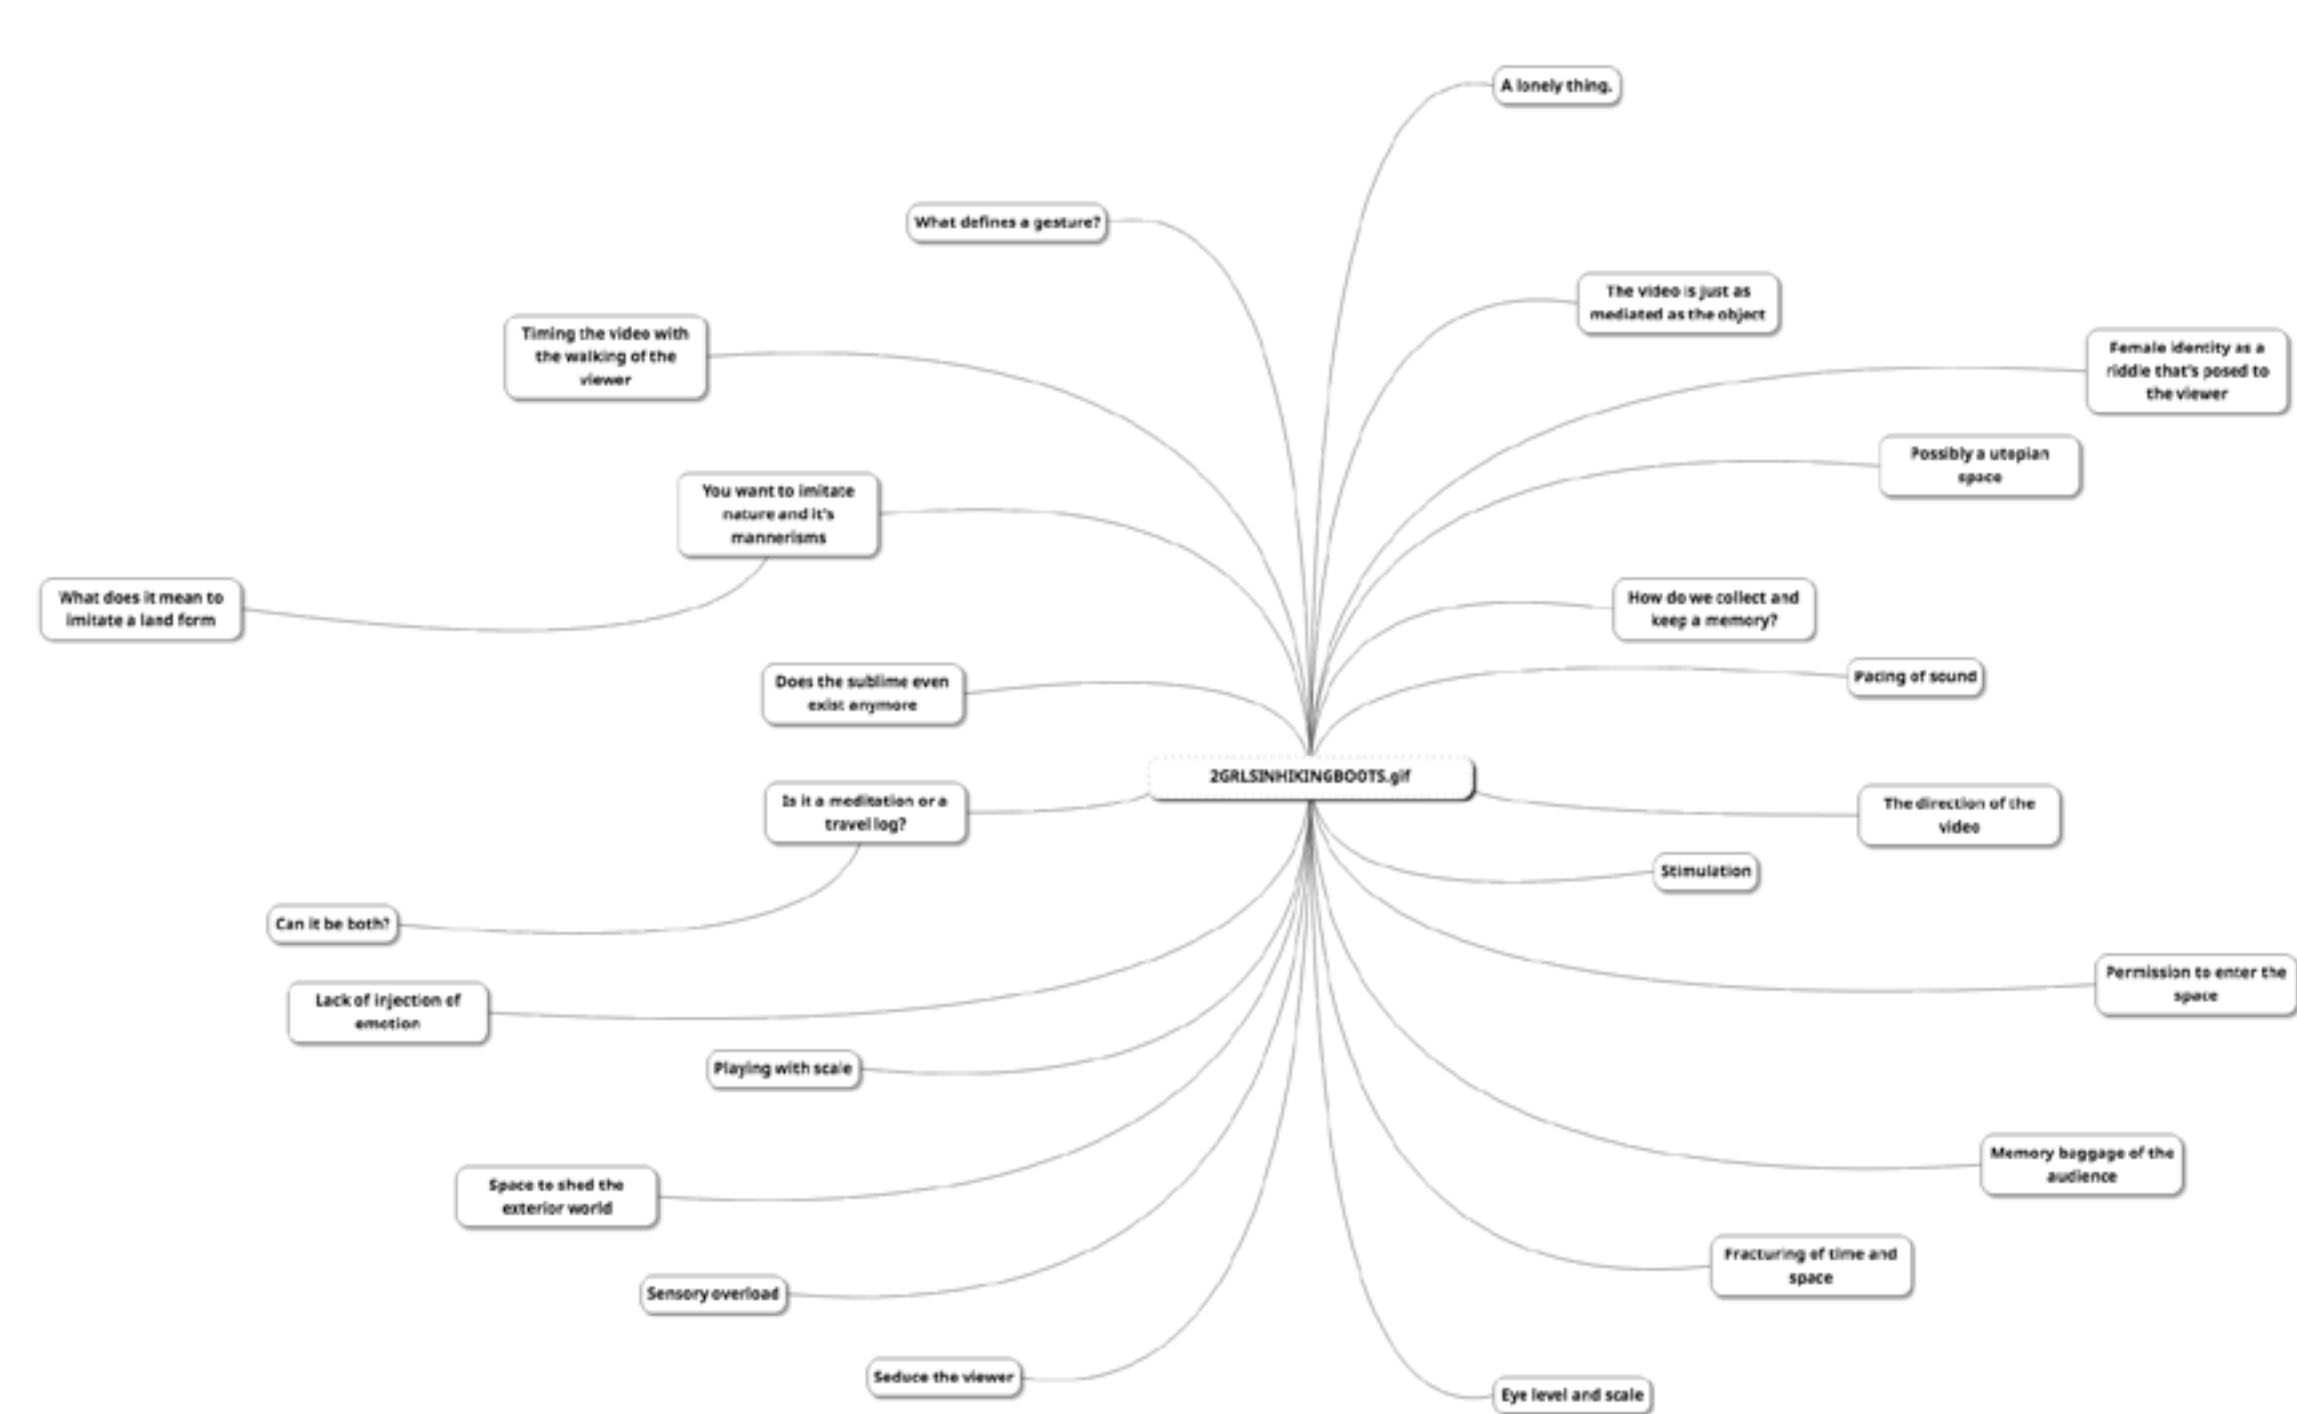 A lonely thing.
What defines a gesture?
The video is just as
mediated as the object
Timing the video with
the walking of the
viewer
Female identity as a
riddle that's posed to
the viewer
Possibly a utopian
space
You want to imitate
nature and it's
mannerisms
What does it mean to
imitate a land form
How do we collect and
keep a memory?
Pacing of sound
Does the sublime even
exist anymore
2GRLSINHIKINGBOOTS.gif
Is it a meditation or a
travel log?
The direction of the
video
Stimulation
Can it be both?
Permission to enter the
space
Lack of injection of
emotion
Playing with scale
Memory baggage of the
audience
Space to shed the
exterior world
Fracturing of time and
space
Sensory overload
Seduce the viewer
Eye level and scale